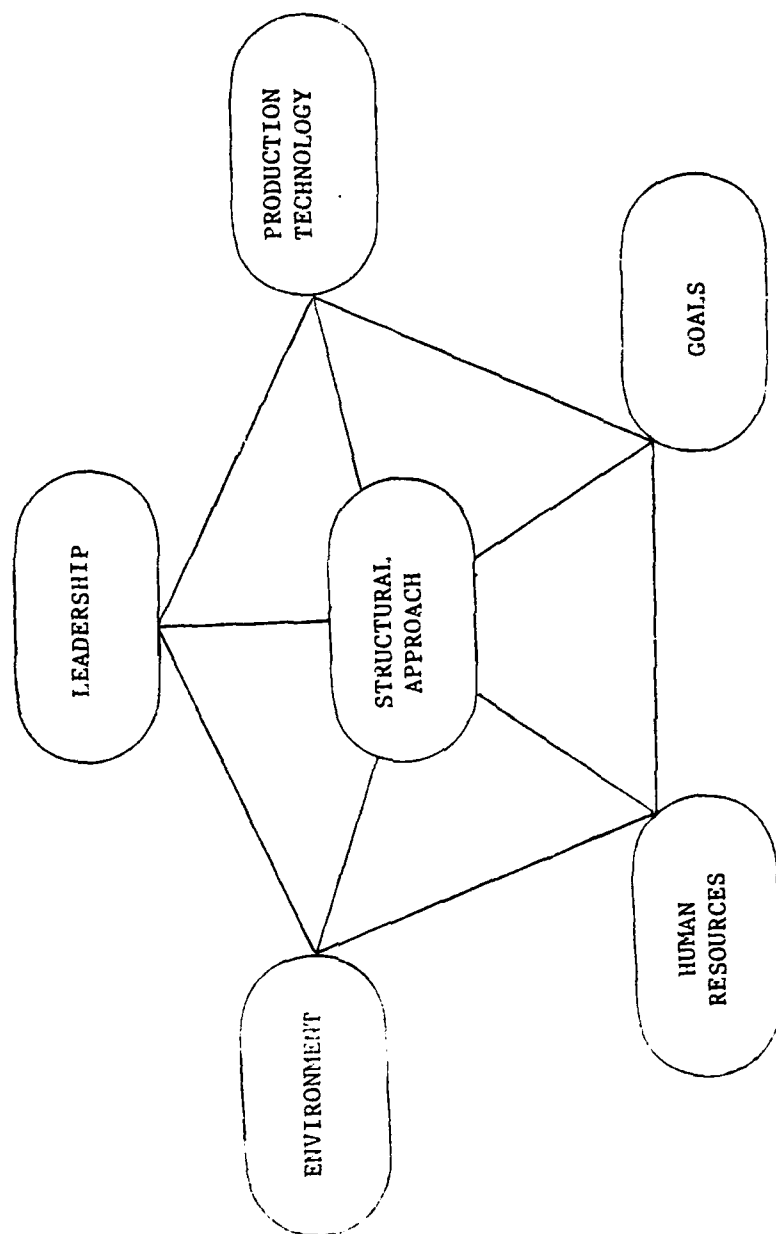 LEADERSHIP
ENVIRONMENT
PRODUCTION
TECHNOLOGY
STRUCTURAL
APPROACH
HUMAN
RESOURCES
GOALS